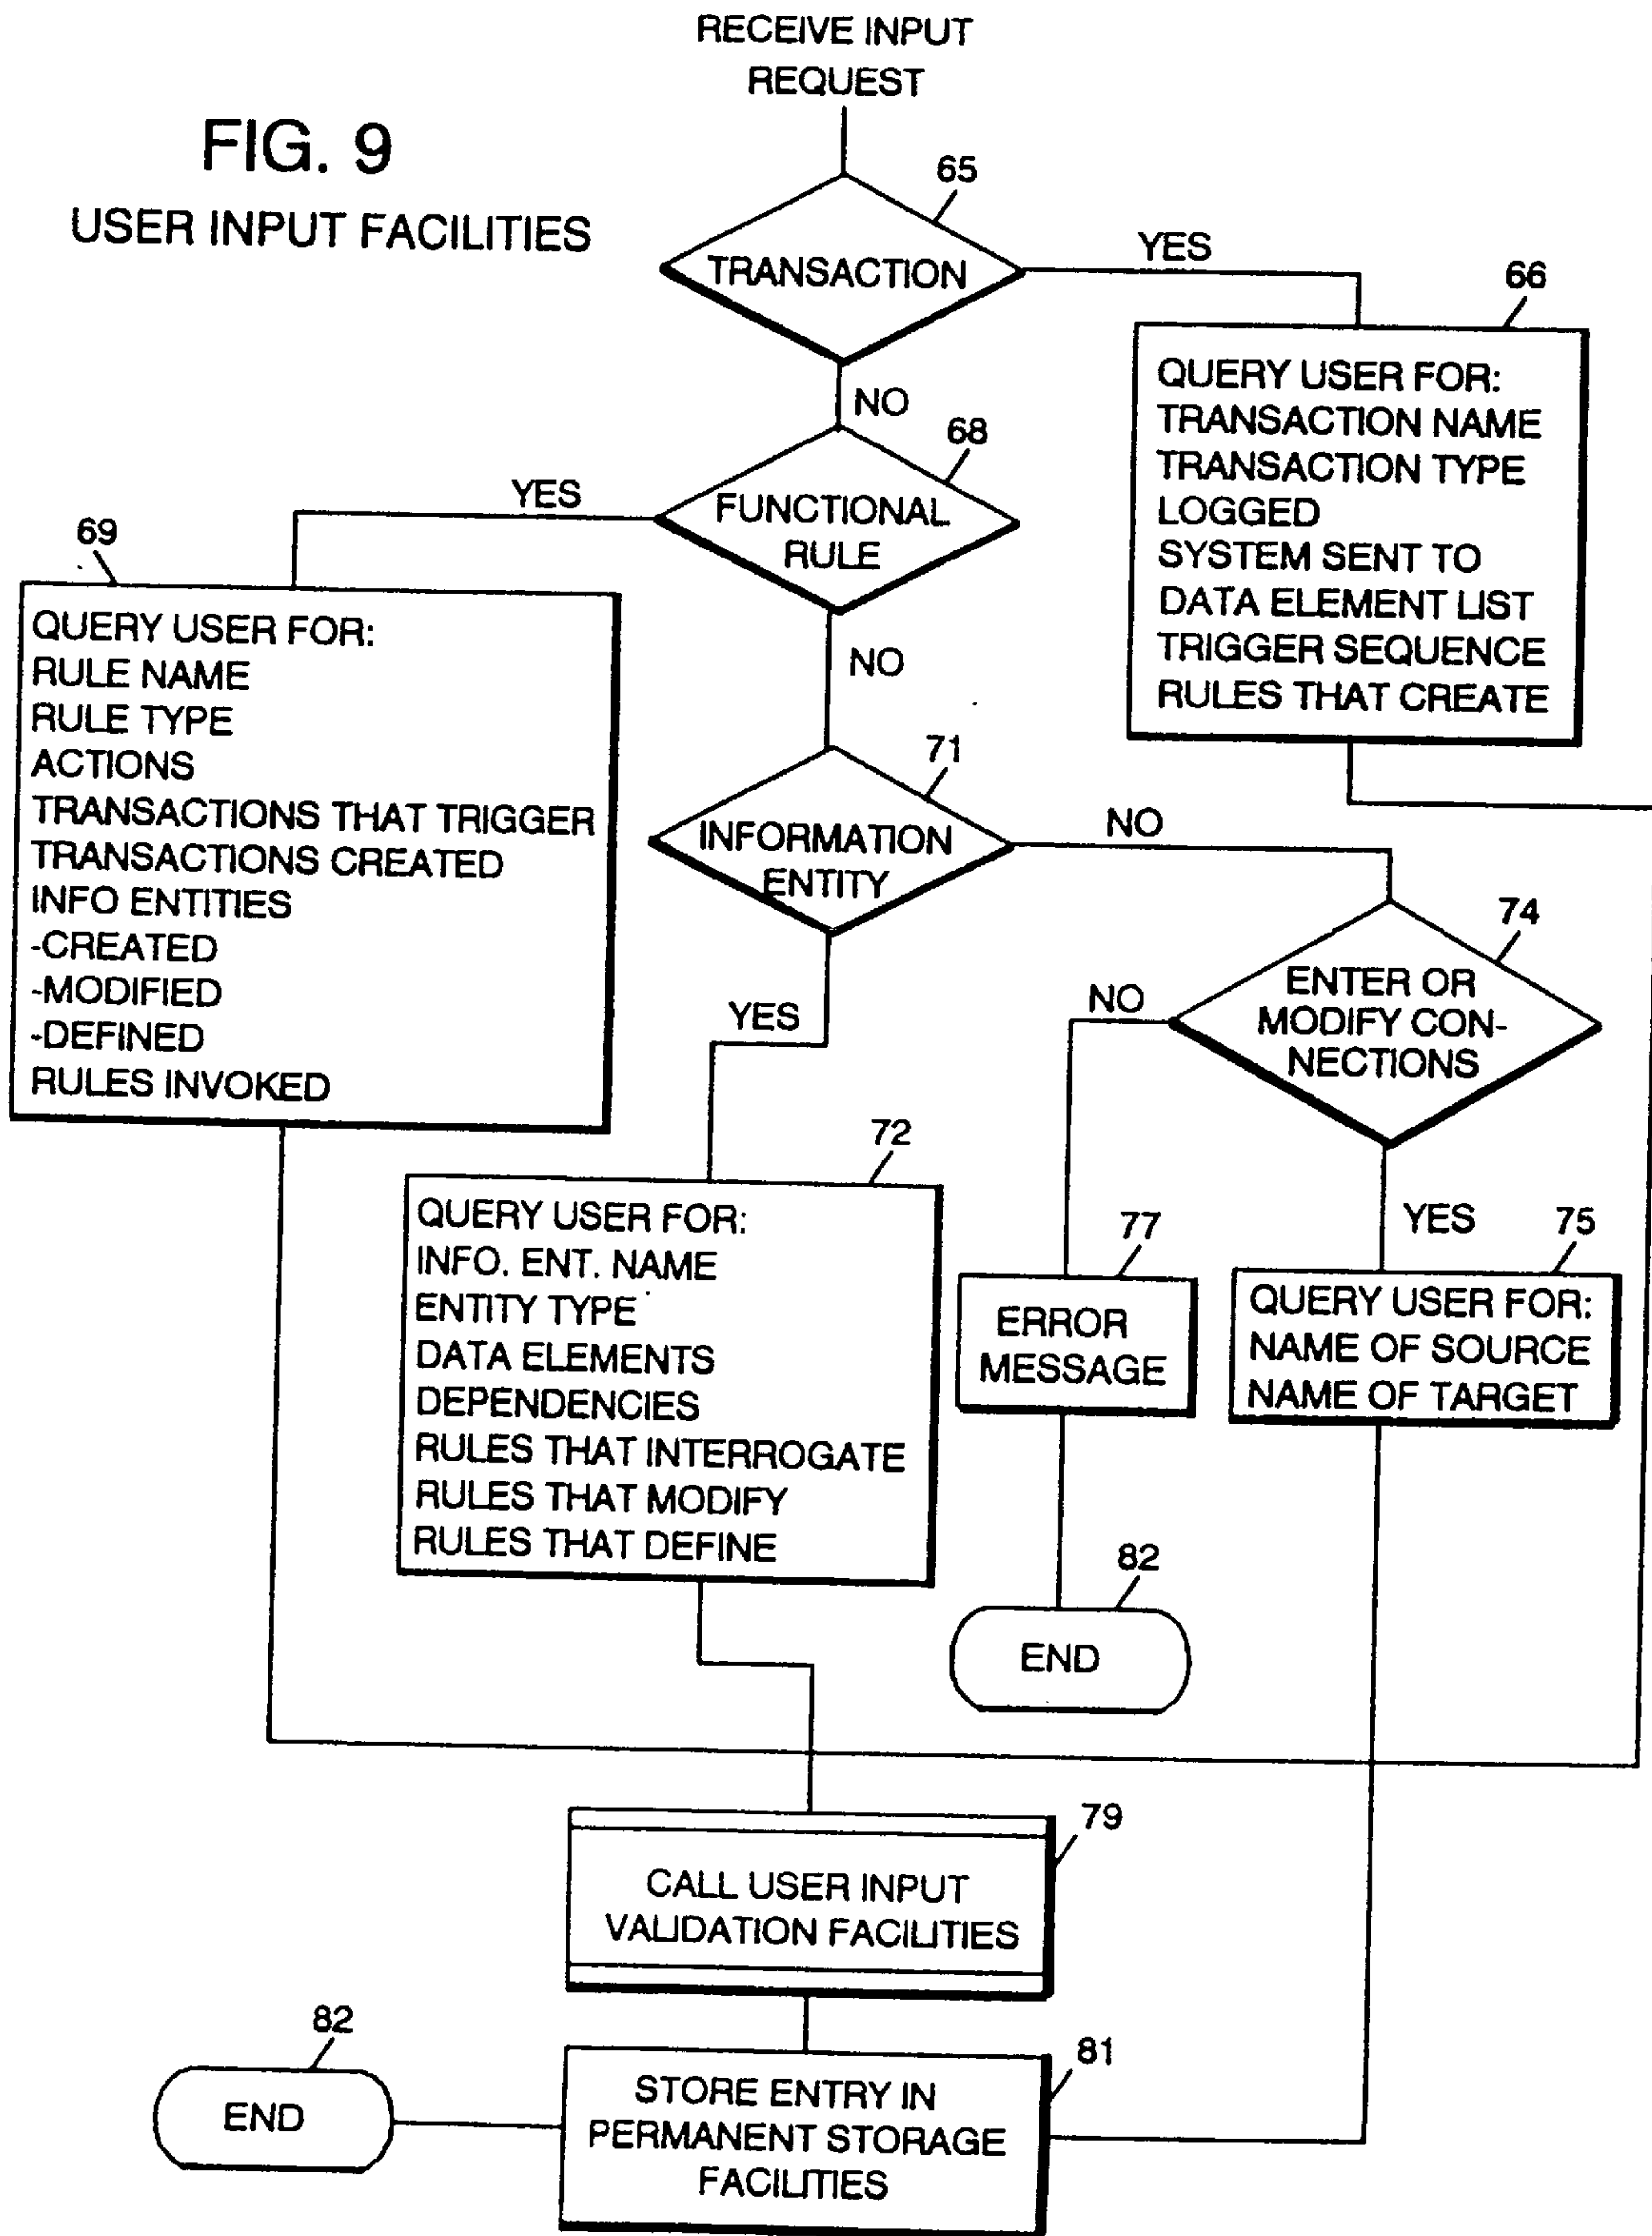 RECEIVE INPUT
REQUEST
FIG. 9
USER INPUT FACILITIES
65
TRANSACTION
YES
66
QUERY USER FOR:
TRANSACTION NAME
TRANSACTION TYPE
LOGGED
SYSTEM SENT TO
DATA ELEMENT LIST
TRIGGER SEQUENCE
RULES THAT CREATE
NO
68
FUNCTIONAL
RULE
YES
69
QUERY USER FOR:
RULE NAME
RULE TYPE
ACTIONS
TRANSACTIONS THAT TRIGGER
TRANSACTIONS CREATED
INFO ENTITIES
-CREATED
-MODIFIED
-DEFINED
RULES INVOKED
NO
71
INFORMATION
ENTITY
NO
74
ENTER OR
MODIFY CON-
NECTIONS
YES
72
QUERY USER FOR:
INFO. ENT. NAME
ENTITY TYPE
DATA ELEMENTS
DEPENDENCIES
RULES THAT INTERROGATE
RULES THAT MODIFY
RULES THAT DEFINE
NO
77
ERROR
MESSAGE
82
END
YES
75
QUERY USER FOR:
NAME OF SOURCE
NAME OF TARGET
79
CALL USER INPUT
VALIDATION FACILITIES
81
STORE ENTRY IN
PERMANENT STORAGE
FACILITIES
82
END